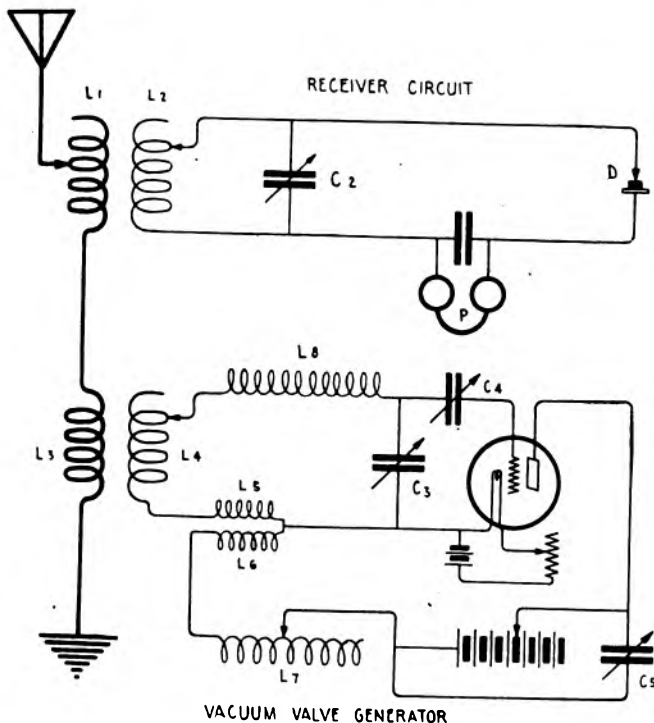 RECEIVER CIRCUIT
L1 L2
C2
D
P
L8
C4
L3
L4
C3
L5
L6
L7
C5
VACUUM VALVE GENERATOR